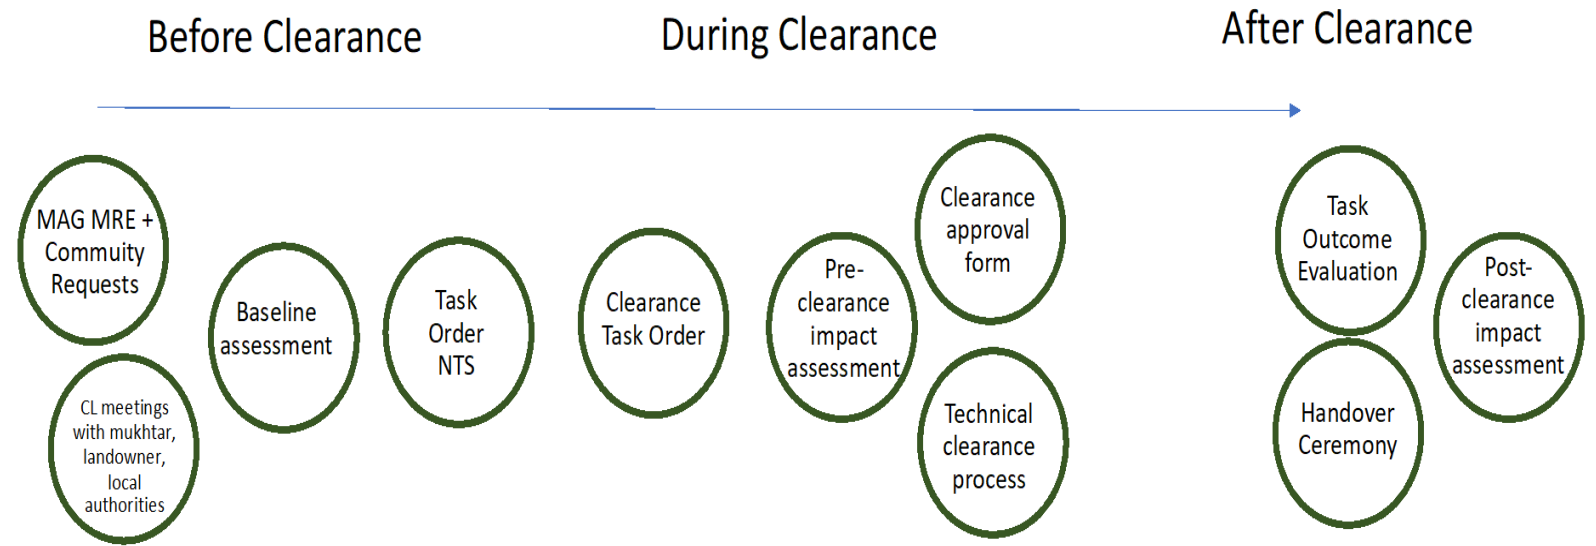 Before Clearance
During Clearance
After Clearance
MAG MRE +
Commuity
Requests
CL meetings
with mukhtar,
landowner,
local
authorities
Baseline
assessment
Task
Order
NTS
Clearance
Task Order
Pre-
clearance
impact
assessment
Clearance
approval
form
Technical
clearance
process
Task
Outcome
Evaluation
Handover
Ceremony
Post-
clearance
impact
assessment